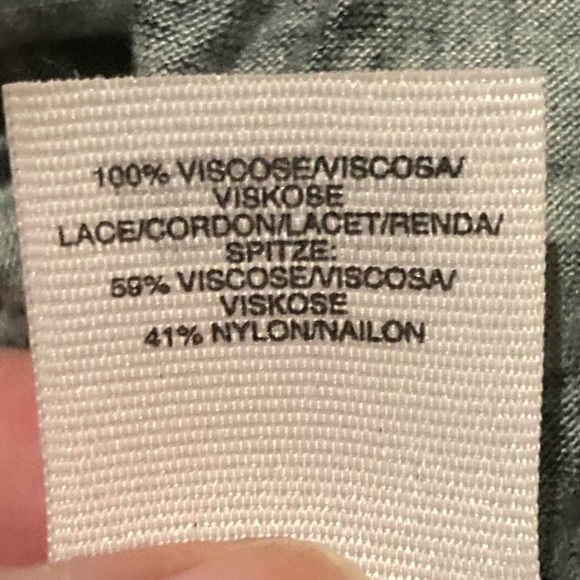 100% VISCOSE/VISCOSA/
VISKOSE
LACE/CORDON/LACET/RENDA/
SPITZE:
59% VISCOSE/VISCOSA/
VISKOSE
41% NYLON/NAILON